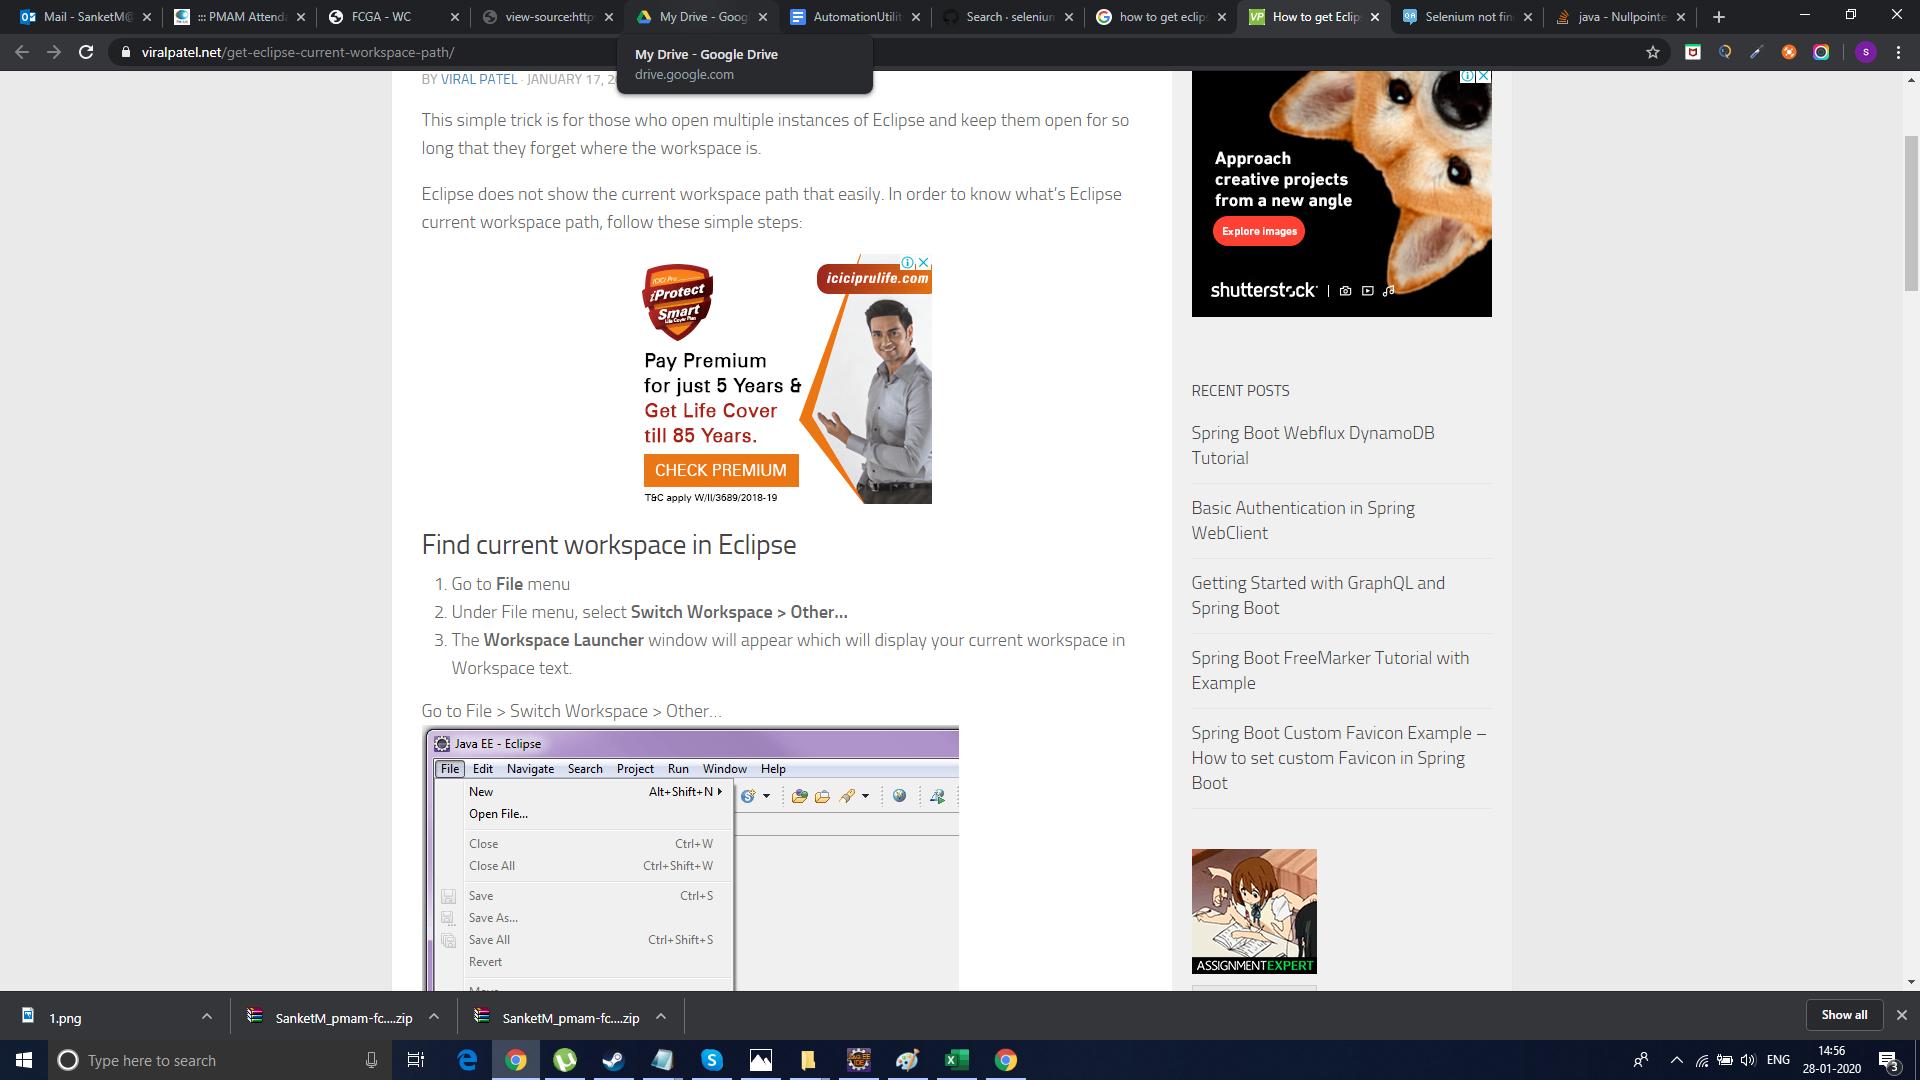 Mail - SanketM@
::: PMAM Attenda
FCGA - WC
view-source:http
My Drive - Goog
AutomationUtilit
Search · selenium
how to get eclips
How to get Eclip
Selenium not fin
java - Nullpointe
viralpatel.net/get-eclipse-current-workspace-path/
S
My Drive - Google Drive
drive.google.com
BY VIRAL PATEL · JANUARY 17, 2
This simple trick is for those who open multiple instances of Eclipse and keep them open for so
long that they forget where the workspace is.
Eclipse does not show the current workspace path that easily. In order to know what's Eclipse
current workspace path, follow these simple steps:
ICICI Pru
iProtect
Smart
Life Cover Plan
iciciprulife.com
Pay Premium
for just 5 Years &
Get Life Cover
till 85 Years.
CHECK PREMIUM
T&C apply W/II/3689/2018-19
Find current workspace in Eclipse
1. Go to File menu
2. Under File menu, select Switch Workspace > Other…
3. The Workspace Launcher window will appear which will display your current workspace in
Workspace text.
Go to File > Switch Workspace > Other…
Java EE - Eclipse
File Edit Navigate Search Project Run Window Help
New Alt+Shift+N
Open File...
Close Ctrl+W
Close All Ctrl+Shift+W
Save Ctrl+S
Save As...
Save All Ctrl+Shift+S
Revert
Move...
Approach
creative projects
from a new angle
Explore images
shutterstock
RECENT POSTS
Spring Boot Webflux DynamoDB
Tutorial
Basic Authentication in Spring
WebClient
Getting Started with GraphQL and
Spring Boot
Spring Boot FreeMarker Tutorial with
Example
Spring Boot Custom Favicon Example –
How to set custom Favicon in Spring
Boot
ASSIGNMENTEXPERT
1.png
SanketM_pmam-fc....zip
SanketM_pmam-fc....zip
Show all
Type here to search
ENG
14:56
28-01-2020
3